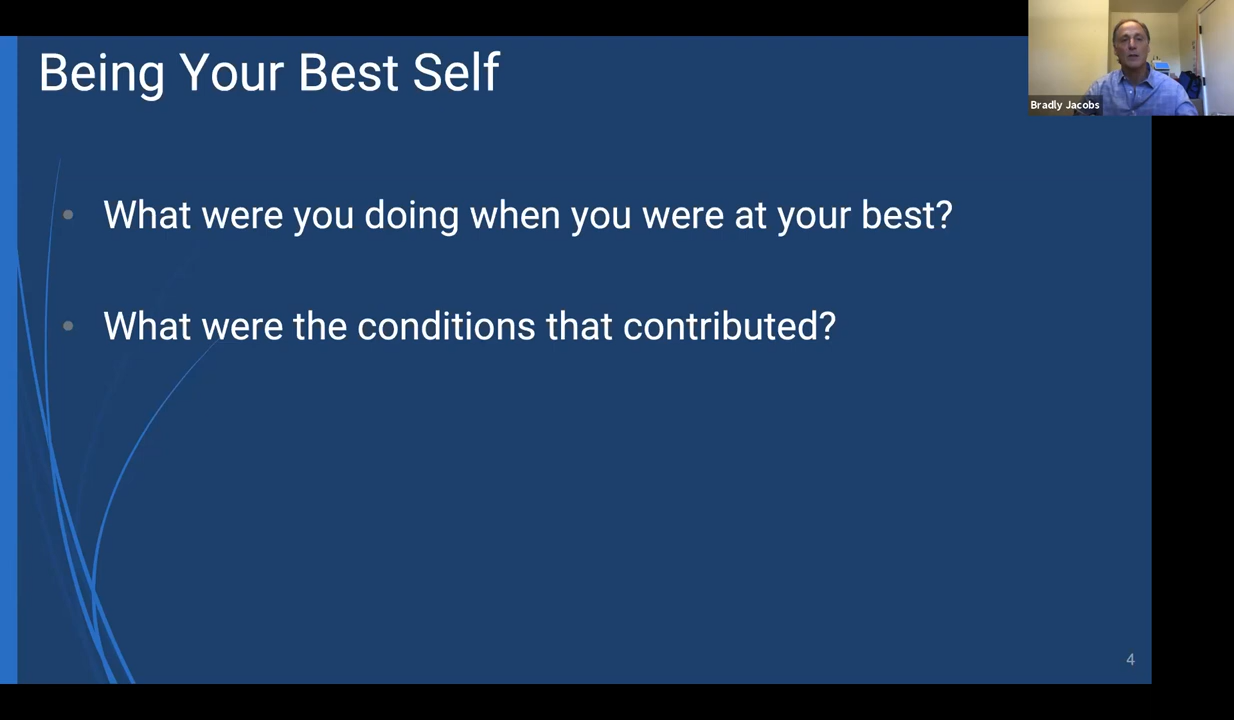 Being Your Best Self
Bradly Jacobs
• What were you doing when you were at your best?
• What were the conditions that contributed?
4